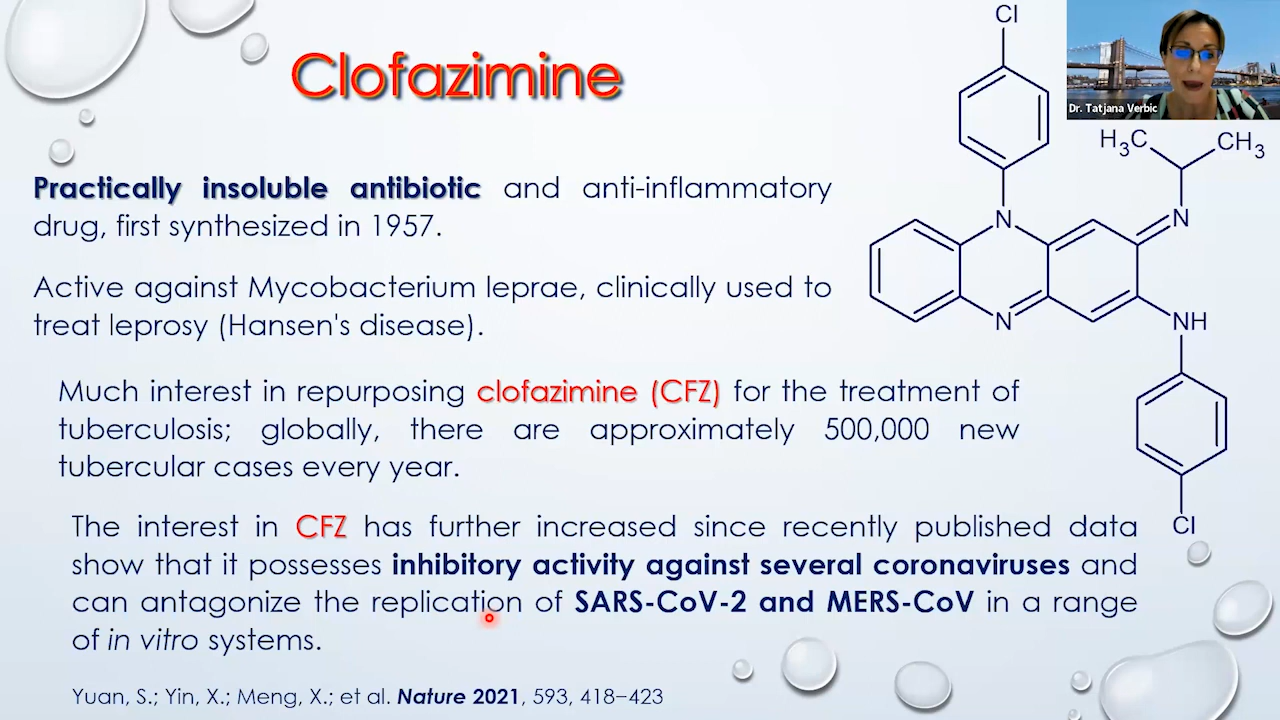 Clofazimine
Practically insoluble antibiotic and anti-inflammatory
drug, first synthesized in 1957.
Active against Mycobacterium leprae, clinically used to
treat leprosy (Hansen's disease).
Much interest in repurposing clofazimine (CFZ) for the treatment of
tuberculosis; globally, there are approximately 500,000 new
tubercular cases every year.
The interest in CFZ has further increased since recently published data
show that it possesses inhibitory activity against several coronaviruses and
can antagonize the replication of SARS-CoV-2 and MERS-CoV in a range
of in vitro systems.
Yuan, S.; Yin, X.; Meng, X.; et al. Nature 2021, 593, 418−423
Cl
Dr. Tatjana Verbic
H3C
CH3
N
N
N
NH
Cl